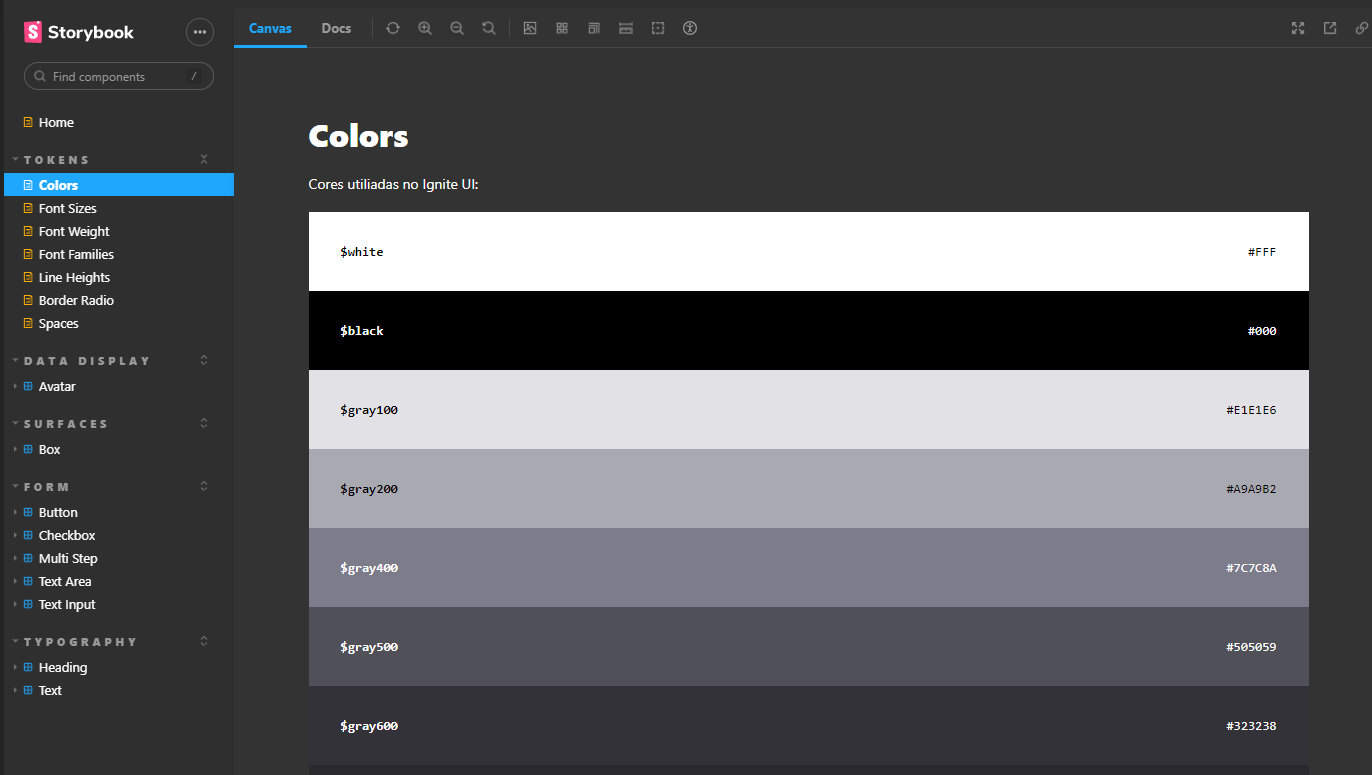 Storybook
Find components /
Home
TOKENS
Colors
Font Sizes
Font Weight
Font Families
Line Heights
Border Radio
Spaces
DATA DISPLAY
Avatar
SURFACES
Box
FORM
Button
Checkbox
Multi Step
Text Area
Text Input
TYPOGRAPHY
Heading
Text
Canvas Docs
Colors
Cores utiliadas no Ignite UI:
$white #FFF
$black #000
$gray100 #E1E1E6
$gray200 #A9A9B2
$gray400 #7C7C8A
$gray500 #505059
$gray600 #323238